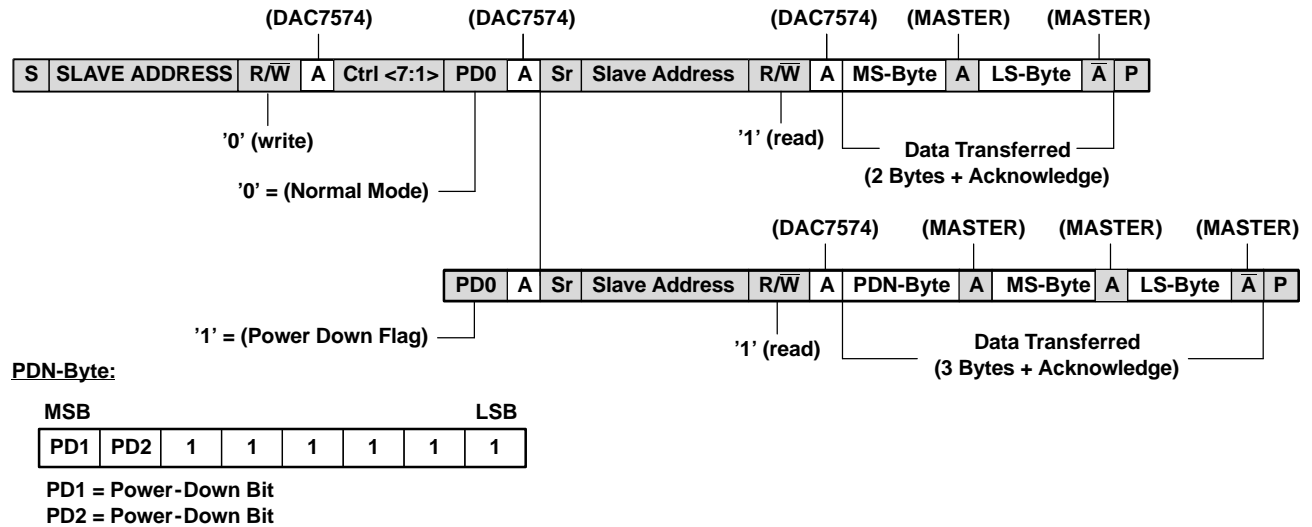 (DAC7574) (DAC7574) (DAC7574) (MASTER) (MASTER)
S SLAVE ADDRESS R/W̅ A Ctrl <7:1> PD0 A Sr Slave Address R/W̅ A MS-Byte A LS-Byte A̅ P
'0' (write) '1' (read) Data Transferred
(2 Bytes + Acknowledge)
'0' = (Normal Mode)
(DAC7574) (MASTER) (MASTER) (MASTER)
PD0 A Sr Slave Address R/W̅ A PDN-Byte A MS-Byte A LS-Byte A̅ P
'1' = (Power Down Flag) '1' (read) Data Transferred
(3 Bytes + Acknowledge)
PDN-Byte:
MSB LSB
PD1 PD2 1 1 1 1 1 1
PD1 = Power-Down Bit
PD2 = Power-Down Bit